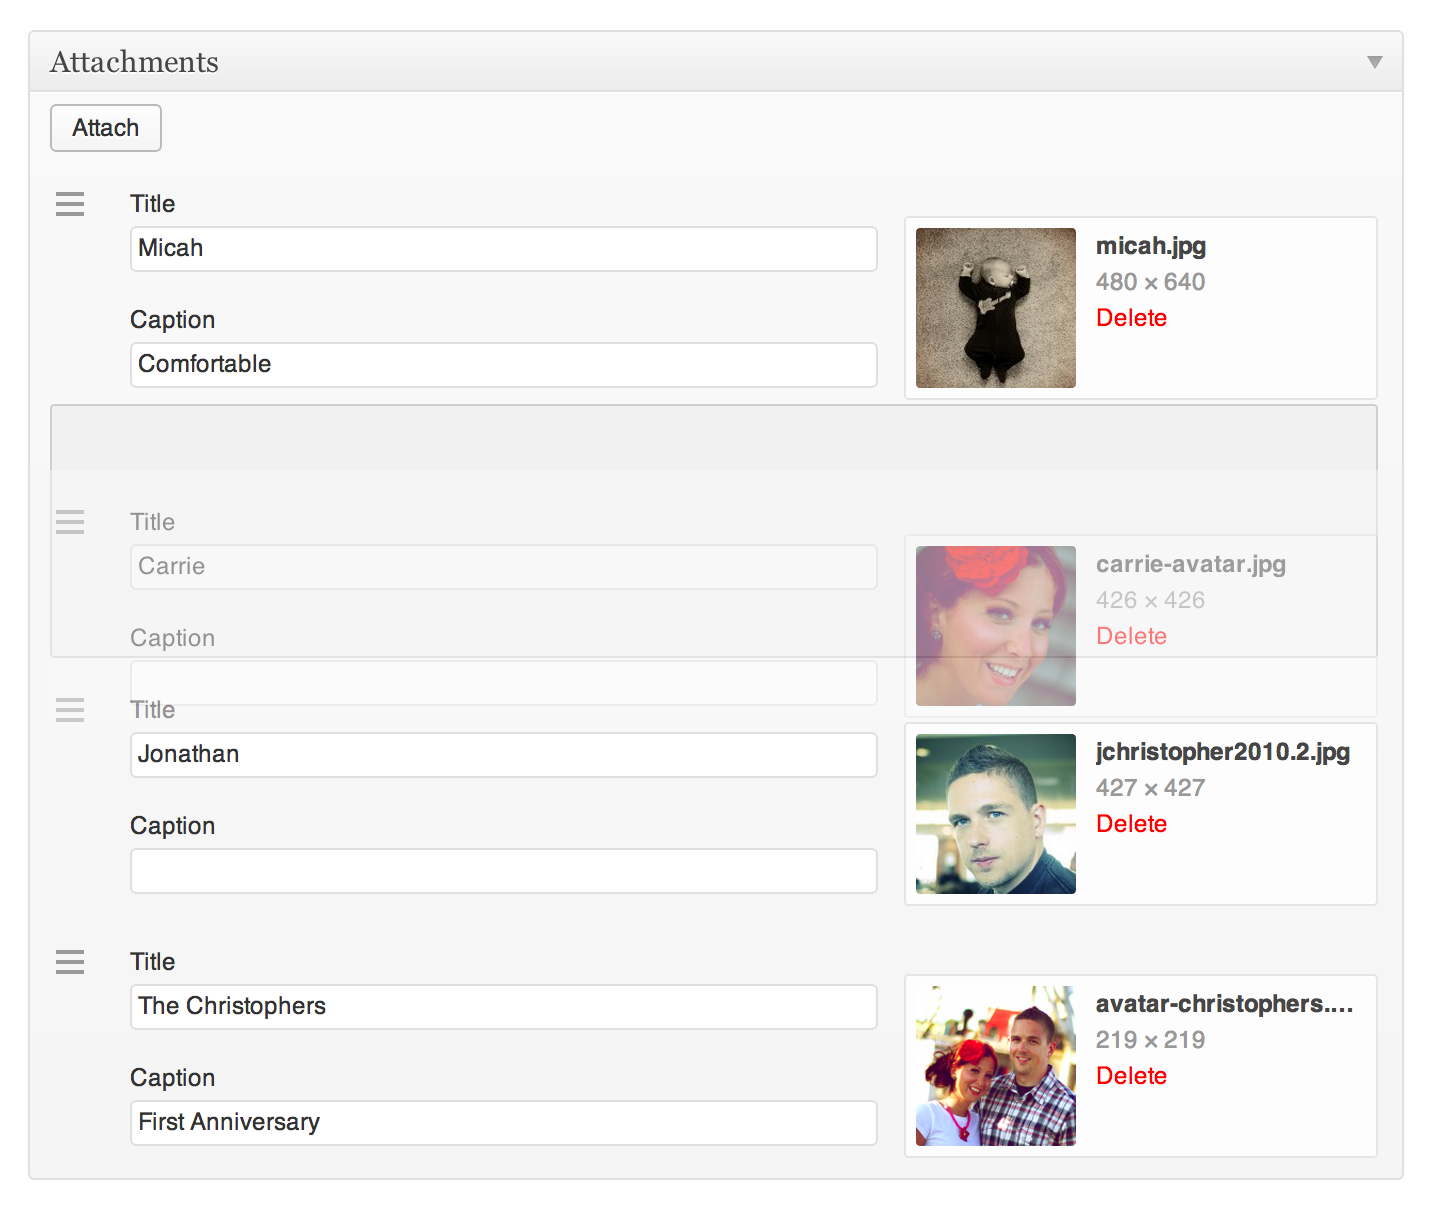 Attachments
Attach
Title
Micah
micah.jpg
480 × 640
Delete
Caption
Comfortable
Title
Carrie
carrie-avatar.jpg
426 × 426
Delete
Caption
Title
Jonathan
jchristopher2010.2.jpg
427 × 427
Delete
Caption
Title
The Christophers
avatar-christophers....
219 × 219
Delete
Caption
First Anniversary